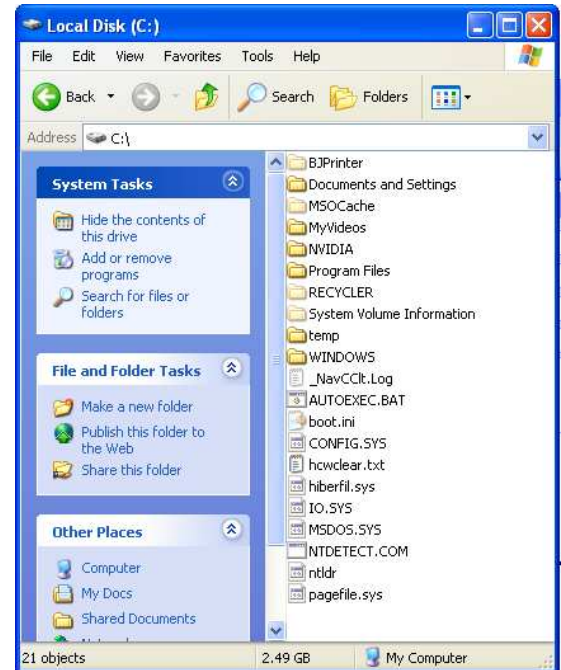 Local Disk (C:)
File Edit View Favorites Tools Help
Back Search Folders
Address C:\
System Tasks
Hide the contents of
this drive
Add or remove
programs
Search for files or
folders
File and Folder Tasks
Make a new folder
Publish this folder to
the Web
Share this folder
Other Places
Computer
My Docs
Shared Documents
BJPrinter
Documents and Settings
MSOCache
MyVideos
NVIDIA
Program Files
RECYCLER
System Volume Information
temp
WINDOWS
_NavCClt.Log
AUTOEXEC.BAT
boot.ini
CONFIG.SYS
hcwclear.txt
hiberfil.sys
IO.SYS
MSDOS.SYS
NTDETECT.COM
ntldr
pagefile.sys
21 objects 2.49 GB My Computer